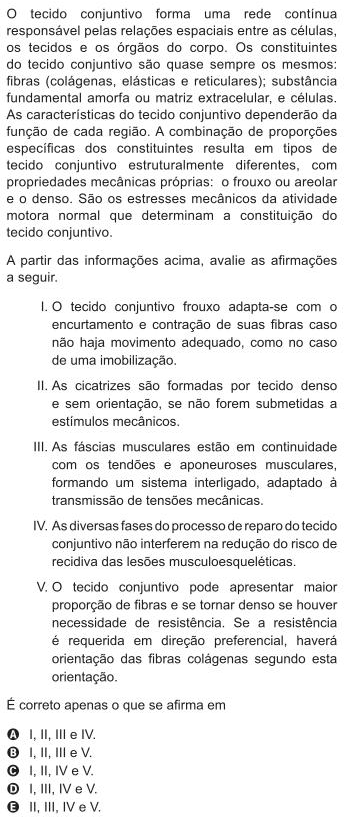 O tecido conjuntivo forma uma rede contínua
responsável pelas relações espaciais entre as células,
os tecidos e os órgãos do corpo. Os constituintes
do tecido conjuntivo são quase sempre os mesmos:
fibras (colágenas, elásticas e reticulares); substância
fundamental amorfa ou matriz extracelular, e células.
As características do tecido conjuntivo dependerão da
função de cada região. A combinação de proporções
específicas dos constituintes resulta em tipos de
tecido conjuntivo estruturalmente diferentes, com
propriedades mecânicas próprias: o frouxo ou areolar
e o denso. São os estresses mecânicos da atividade
motora normal que determinam a constituição do
tecido conjuntivo.
A partir das informações acima, avalie as afirmações
a seguir.
I. O tecido conjuntivo frouxo adapta-se com o
encurtamento e contração de suas fibras caso
não haja movimento adequado, como no caso
de uma imobilização.
II. As cicatrizes são formadas por tecido denso
e sem orientação, se não forem submetidas a
estímulos mecânicos.
III. As fáscias musculares estão em continuidade
com os tendões e aponeuroses musculares,
formando um sistema interligado, adaptado à
transmissão de tensões mecânicas.
IV. As diversas fases do processo de reparo do tecido
conjuntivo não interferem na redução do risco de
recidiva das lesões musculoesqueléticas.
V. O tecido conjuntivo pode apresentar maior
proporção de fibras e se tornar denso se houver
necessidade de resistência. Se a resistência
é requerida em direção preferencial, haverá
orientação das fibras colágenas segundo esta
orientação.
É correto apenas o que se afirma em
A I, II, III e IV.
B I, II, III e V.
C I, II, IV e V.
D I, III, IV e V.
E II, III, IV e V.